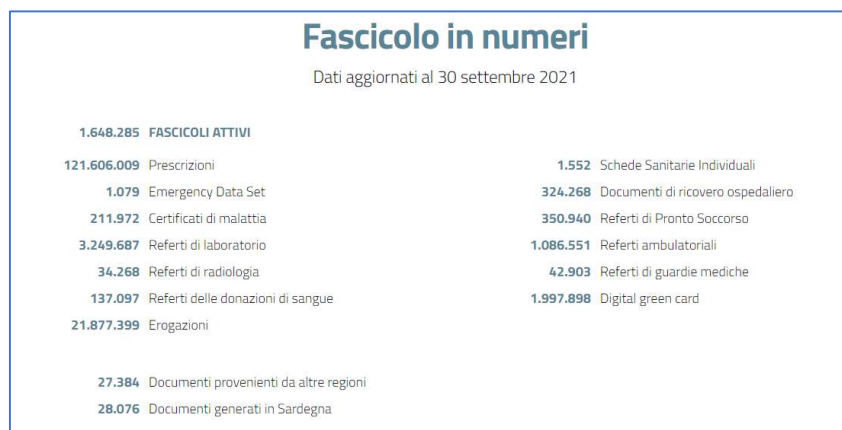 Fascicolo in numeri
Dati aggiornati al 30 settembre 2021
1.648.285 FASCICOLI ATTIVI
121.606.009 Prescrizioni
1.079 Emergency Data Set
211.972 Certificati di malattia
3.249.687 Referti di laboratorio
34.268 Referti di radiologia
137.097 Referti delle donazioni di sangue
21.877.399 Erogazioni
1.552 Schede Sanitarie Individuali
324.268 Documenti di ricovero ospedaliero
350.940 Referti di Pronto Soccorso
1.086.551 Referti ambulatoriali
42.903 Referti di guardie mediche
1.997.898 Digital green card
27.384 Documenti provenienti da altre regioni
28.076 Documenti generati in Sardegna